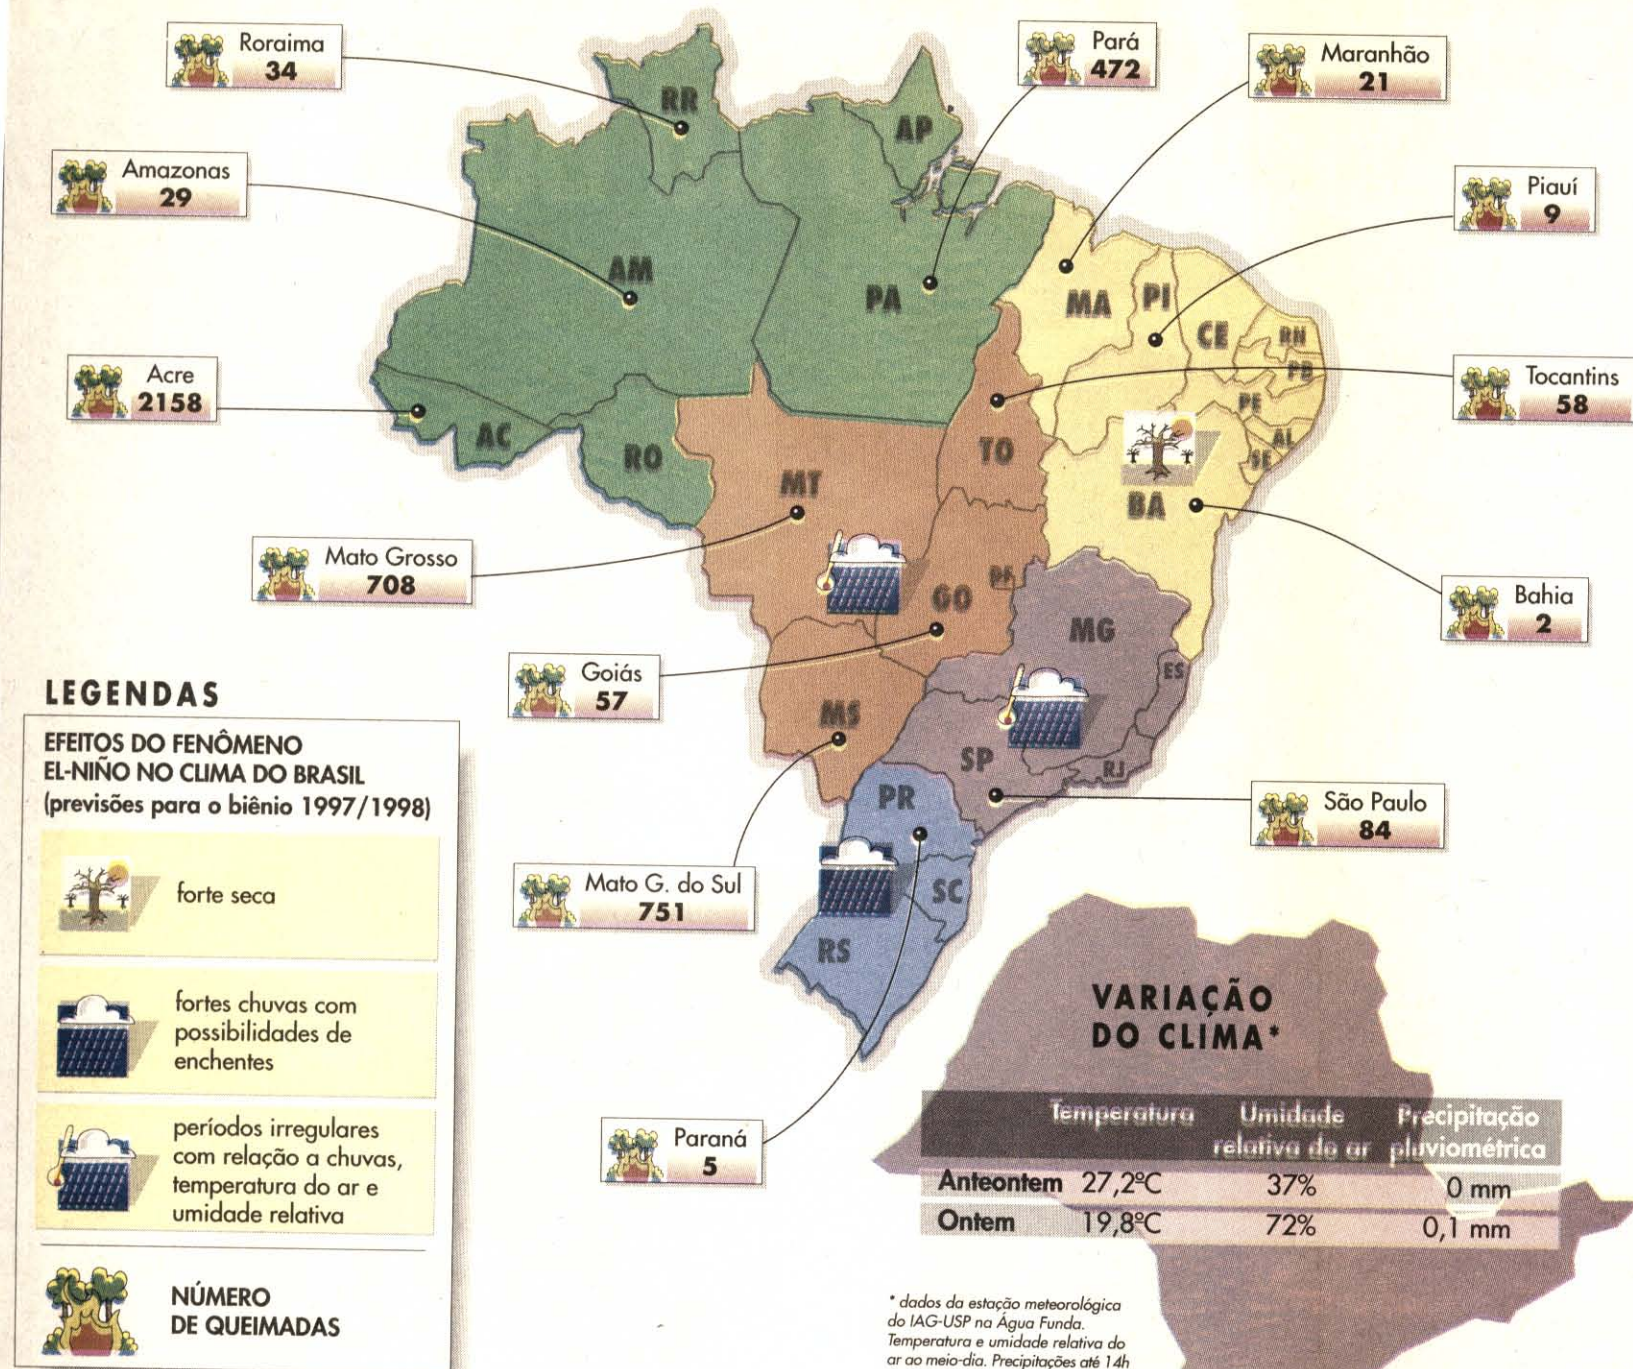 Roraima
34
Pará
472
Maranhão
21
Amazonas
29
Piauí
9
Acre
2158
Tocantins
58
Mato Grosso
708
Bahia
2
Goiás
57
São Paulo
84
Mato G. do Sul
751
Paraná
5
RR
AP
AM
PA
MA
PI
CE
RN
PB
PE
AL
SE
AC
RO
TO
MT
BA
DF
GO
MG
ES
MS
SP
RJ
PR
SC
RS
LEGENDAS
EFEITOS DO FENÔMENO
EL-NIÑO NO CLIMA DO BRASIL
(previsões para o biênio 1997/1998)
forte seca
fortes chuvas com
possibilidades de
enchentes
períodos irregulares
com relação a chuvas,
temperatura do ar e
umidade relativa
NÚMERO
DE QUEIMADAS
VARIAÇÃO
DO CLIMA*
Temperatura Umidade relativa do ar Precipitação pluviométrica
Anteontem 27,2ºC 37% 0 mm
Ontem 19,8ºC 72% 0,1 mm
* dados da estação meteorológica
do IAG-USP na Água Funda.
Temperatura e umidade relativa do
ar ao meio-dia. Precipitações até 14h